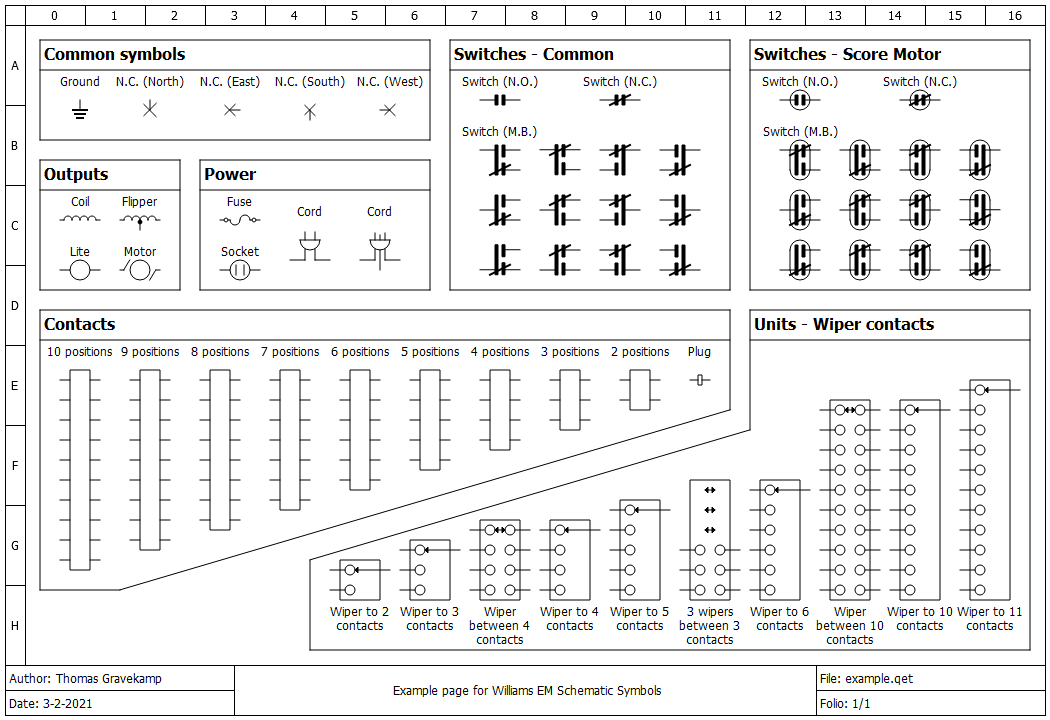 0 1 2 3 4 5 6 7 8 9 10 11 12 13 14 15 16
A
B
C
D
E
F
G
H
Common symbols
Ground N.C. (North) N.C. (East) N.C. (South) N.C. (West)
Switches - Common
Switch (N.O.) Switch (N.C.)
Switch (M.B.)
Switches - Score Motor
Switch (N.O.) Switch (N.C.)
Switch (M.B.)
Outputs
Coil Flipper
Lite Motor
Power
Fuse
Cord Cord
Socket
Contacts
10 positions 9 positions 8 positions 7 positions 6 positions 5 positions 4 positions 3 positions 2 positions Plug
Units - Wiper contacts
Wiper to 2
contacts
Wiper to 3
contacts
Wiper
between 4
contacts
Wiper to 4
contacts
Wiper to 5
contacts
3 wipers
between 3
contacts
Wiper to 6
contacts
Wiper
between 10
contacts
Wiper to 10
contacts
Wiper to 11
contacts
Author: Thomas Gravekamp
Date: 3-2-2021
Example page for Williams EM Schematic Symbols
File: example.qet
Folio: 1/1